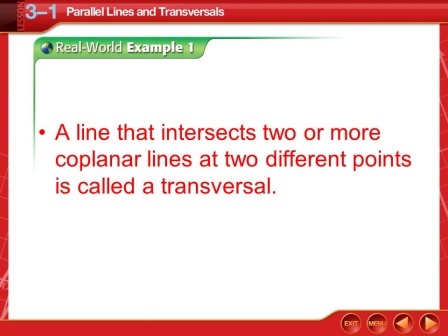 LESSON 3–1 Parallel Lines and Transversals
Real-World Example 1
• A line that intersects two or more
coplanar lines at two different points
is called a transversal.
EXIT MENU